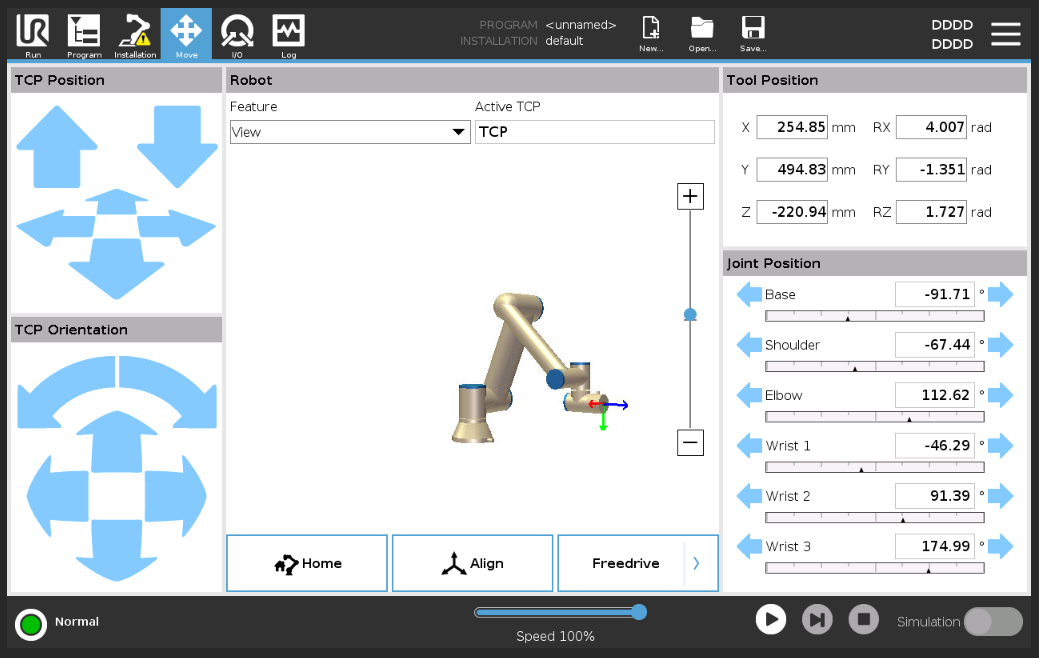 Run
Program
Installation
Move
I/O
Log
PROGRAM <unnamed>
INSTALLATION default
New...
Open...
Save...
DDDD
DDDD
TCP Position
TCP Orientation
Robot
Feature
Active TCP
View
TCP
Home
Align
Freedrive
Tool Position
X 254.85 mm RX 4.007 rad
Y 494.83 mm RY -1.351 rad
Z -220.94 mm RZ 1.727 rad
Joint Position
Base -91.71 °
Shoulder -67.44 °
Elbow 112.62 °
Wrist 1 -46.29 °
Wrist 2 91.39 °
Wrist 3 174.99 °
Normal
Speed 100%
Simulation